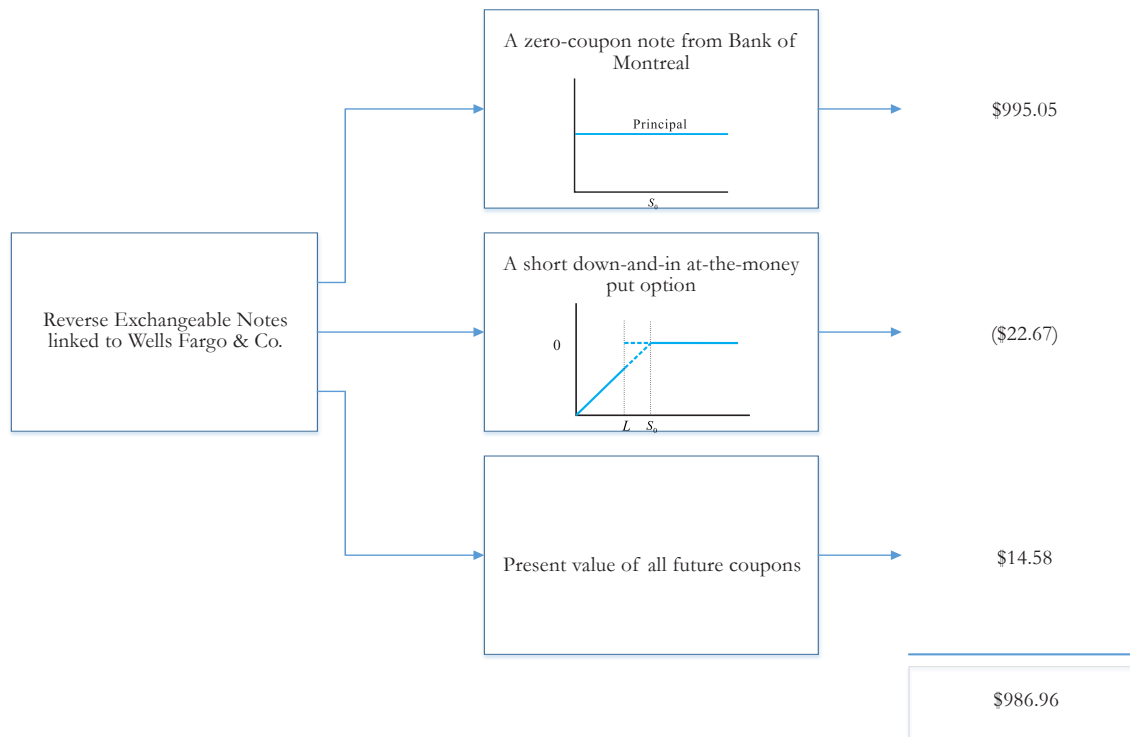 A zero-coupon note from Bank of
Montreal
Principal
S₀
$995.05
Reverse Exchangeable Notes
linked to Wells Fargo & Co.
A short down-and-in at-the-money
put option
0
L S₀
($22.67)
Present value of all future coupons
$14.58
$986.96